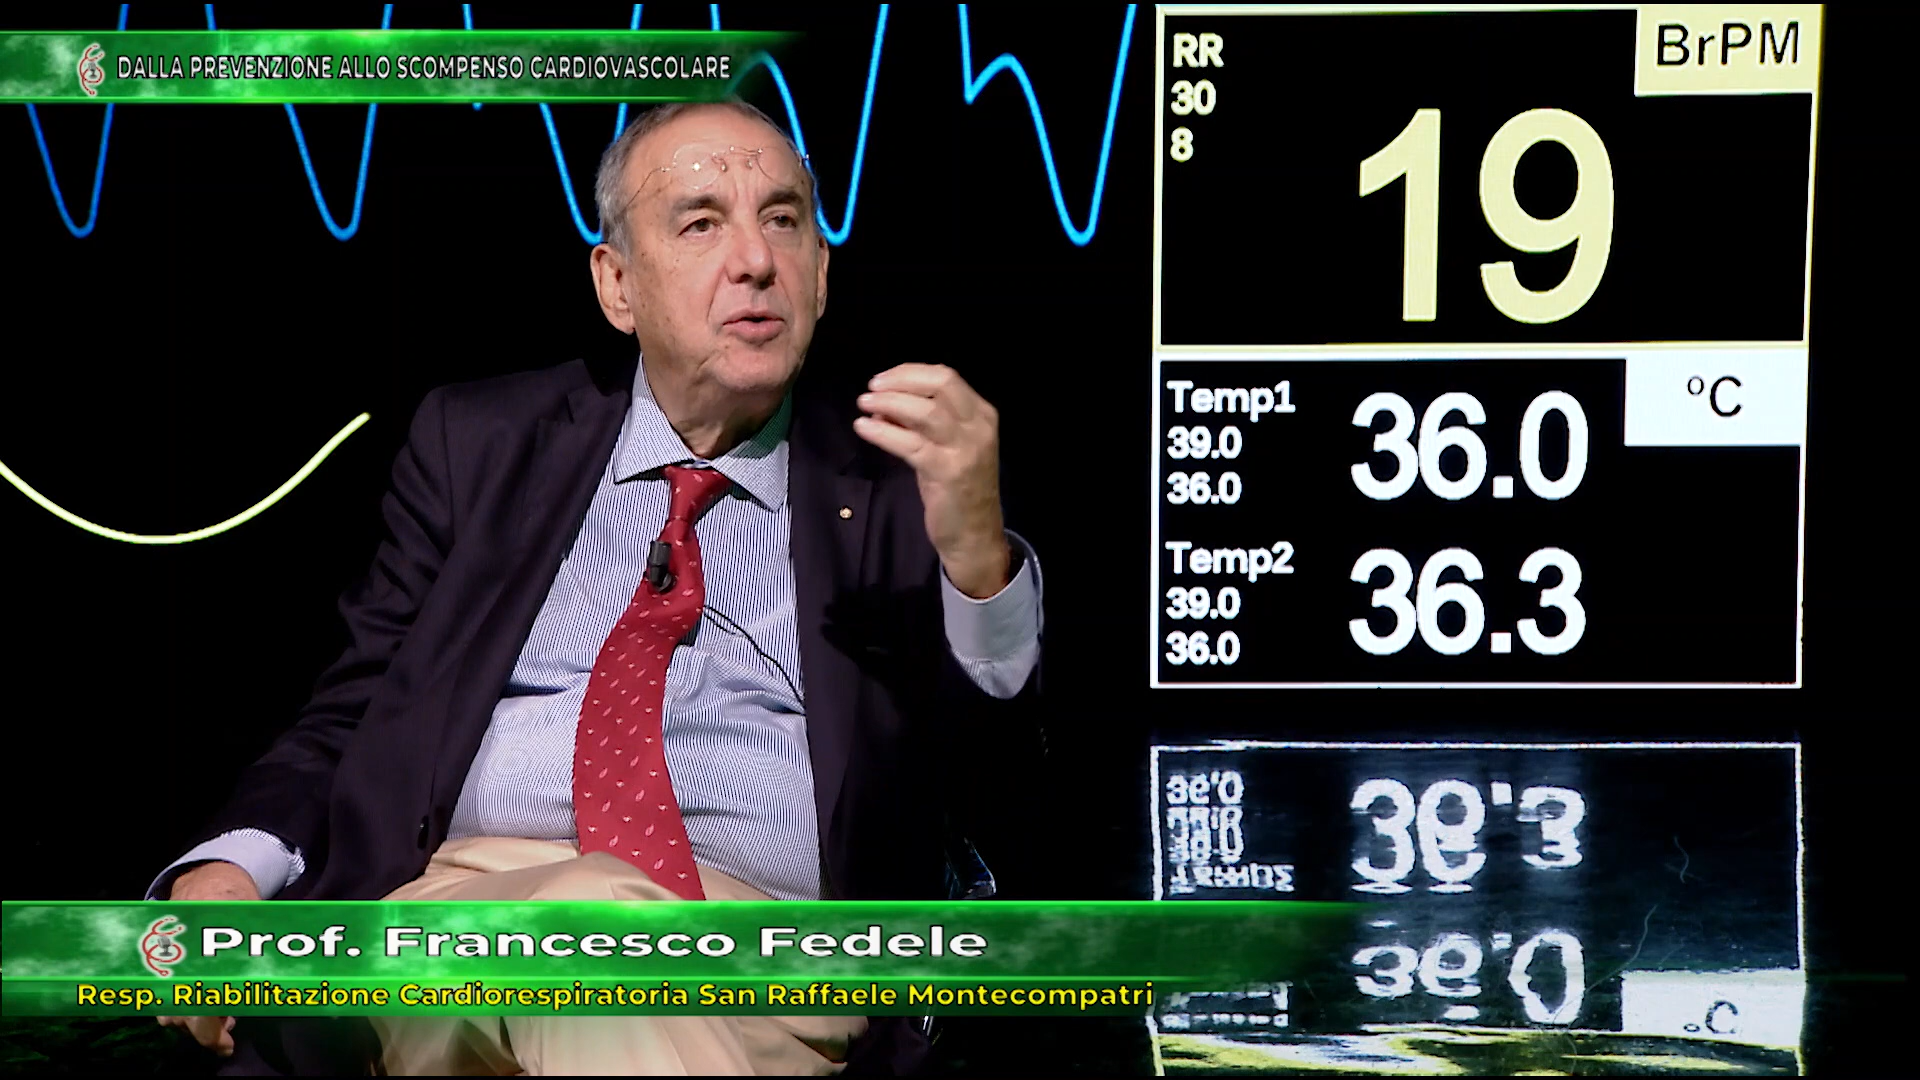 DALLA PREVENZIONE ALLO SCOMPENSO CARDIOVASCOLARE
RR
30
8
19
BrPM
Temp1
39.0
36.0
36.0
°C
Temp2
39.0
36.0
36.3
Prof. Francesco Fedele
Resp. Riabilitazione Cardiorespiratoria San Raffaele Montecompatri